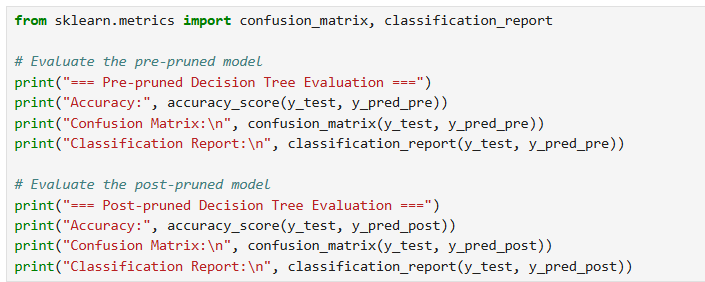 from sklearn.metrics import confusion_matrix, classification_report

# Evaluate the pre-pruned model
print("=== Pre-pruned Decision Tree Evaluation ===")
print("Accuracy:", accuracy_score(y_test, y_pred_pre))
print("Confusion Matrix:\n", confusion_matrix(y_test, y_pred_pre))
print("Classification Report:\n", classification_report(y_test, y_pred_pre))

# Evaluate the post-pruned model
print("=== Post-pruned Decision Tree Evaluation ===")
print("Accuracy:", accuracy_score(y_test, y_pred_post))
print("Confusion Matrix:\n", confusion_matrix(y_test, y_pred_post))
print("Classification Report:\n", classification_report(y_test, y_pred_post))